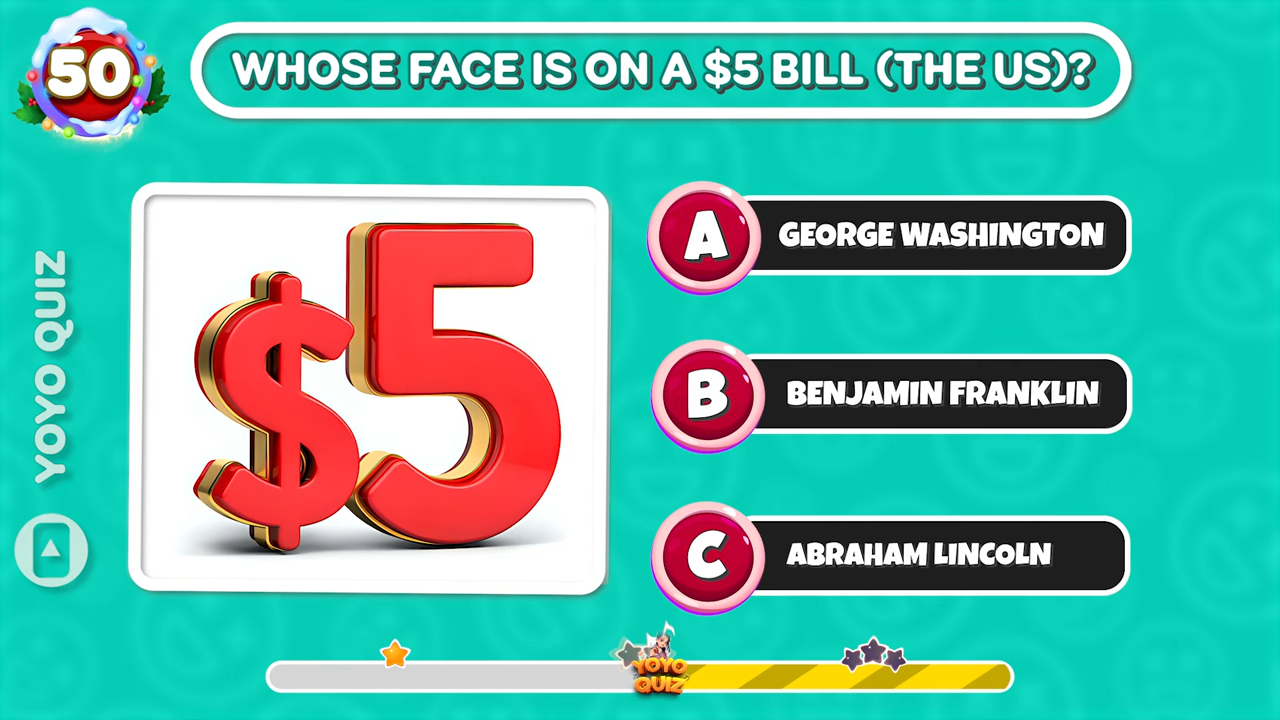 50
WHOSE FACE IS ON A $5 BILL (THE US)?
YOYO QUIZ
$5
A GEORGE WASHINGTON
B BENJAMIN FRANKLIN
C ABRAHAM LINCOLN
YOYO
QUIZ